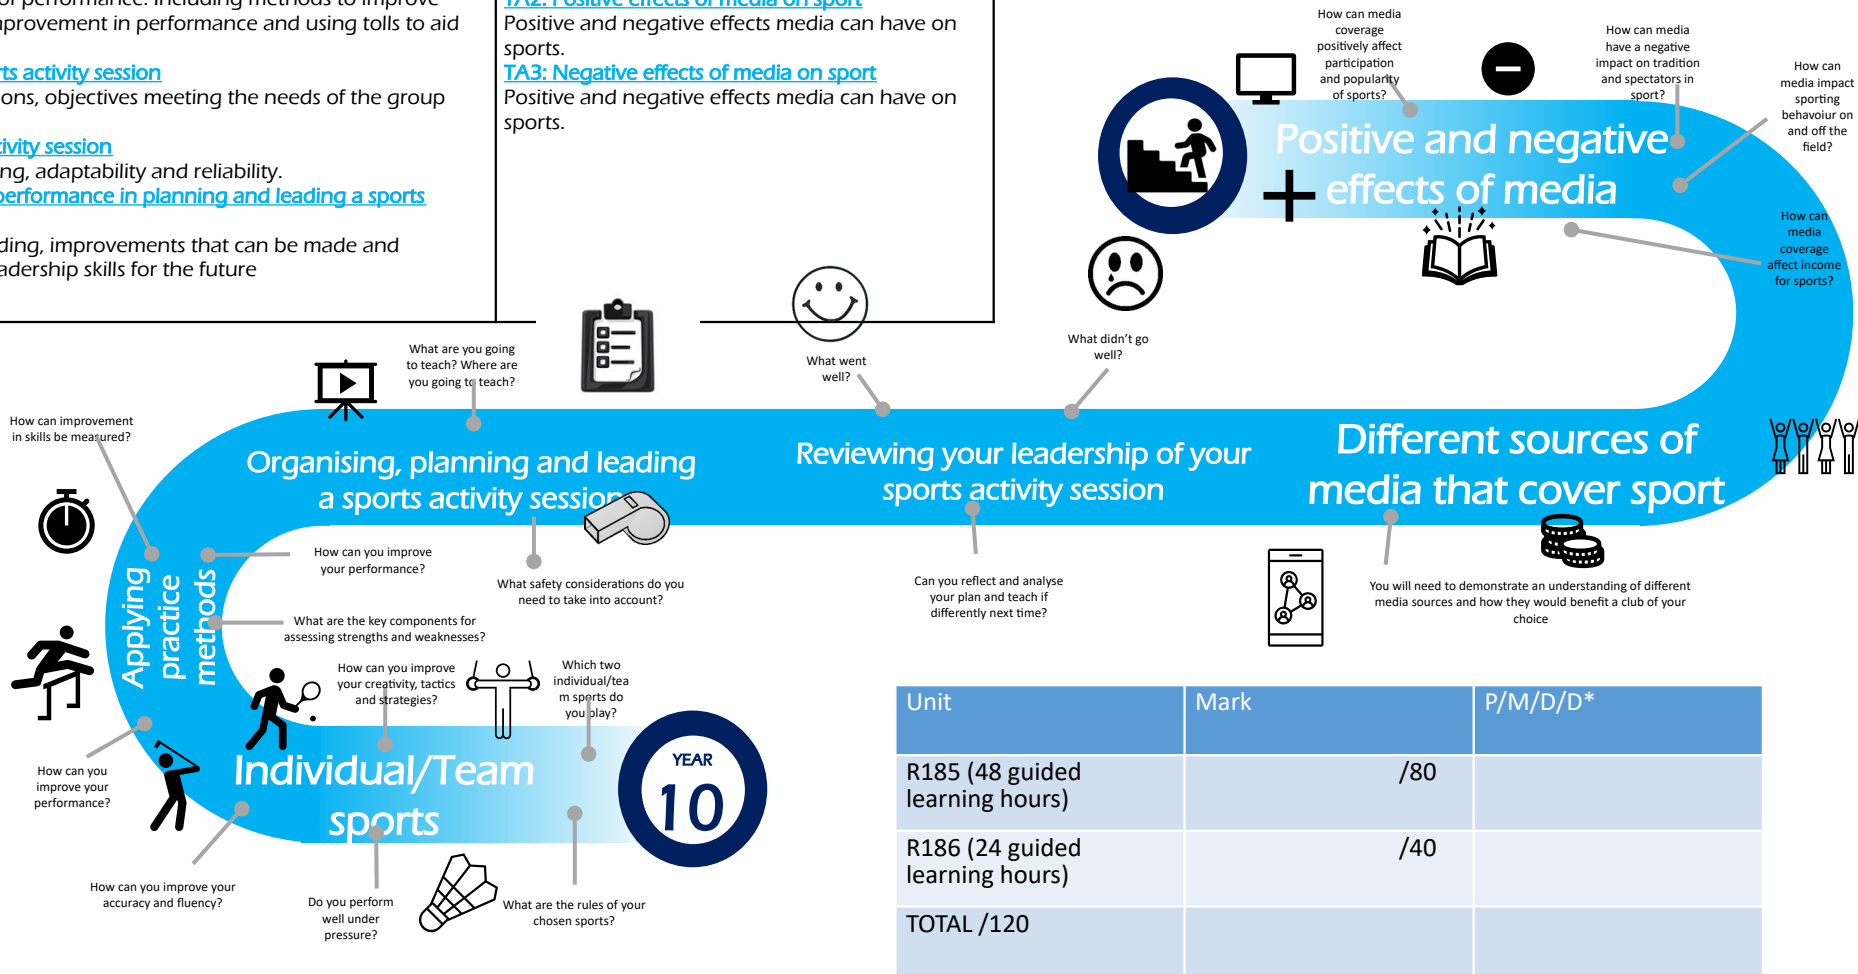 or performance. Including methods to improve
provement in performance and using tolls to aid
rts activity session
ons, objectives meeting the needs of the group
tivity session
ng, adaptability and reliability.
performance in planning and leading a sports
ding, improvements that can be made and
adership skills for the future
TA2: Positive effects of media on sport
Positive and negative effects media can have on
sports.
TA3: Negative effects of media on sport
Positive and negative effects media can have on
sports.
How can media
coverage
positively affect
participation
and popularity
of sports?
How can media
have a negative
impact on tradition
and spectators in
sport?
How can
media impact
sporting
behavoiur on
and off the
field?
Positive and negative
effects of media
How can
media
coverage
affect income
for sports?
What are you going
to teach? Where are
you going to teach?
What went
well?
What didn't go
well?
How can improvement
in skills be measured?
Organising, planning and leading
a sports activity session
Reviewing your leadership of your
sports activity session
Different sources of
media that cover sport
How can you improve
your performance?
What safety considerations do you
need to take into account?
Can you reflect and analyse
your plan and teach if
differently next time?
You will need to demonstrate an understanding of different
media sources and how they would benefit a club of your
choice
Applying
practice
methods
What are the key components for
assessing strengths and weaknesses?
How can you improve
your creativity, tactics
and strategies?
Which two
individual/tea
m sports do
you play?
How can you
improve your
performance?
Individual/Team
sports
YEAR
10
How can you improve your
accuracy and fluency?
Do you perform
well under
pressure?
What are the rules of your
chosen sports?
Unit Mark P/M/D/D*
R185 (48 guided
learning hours) /80
R186 (24 guided
learning hours) /40
TOTAL /120